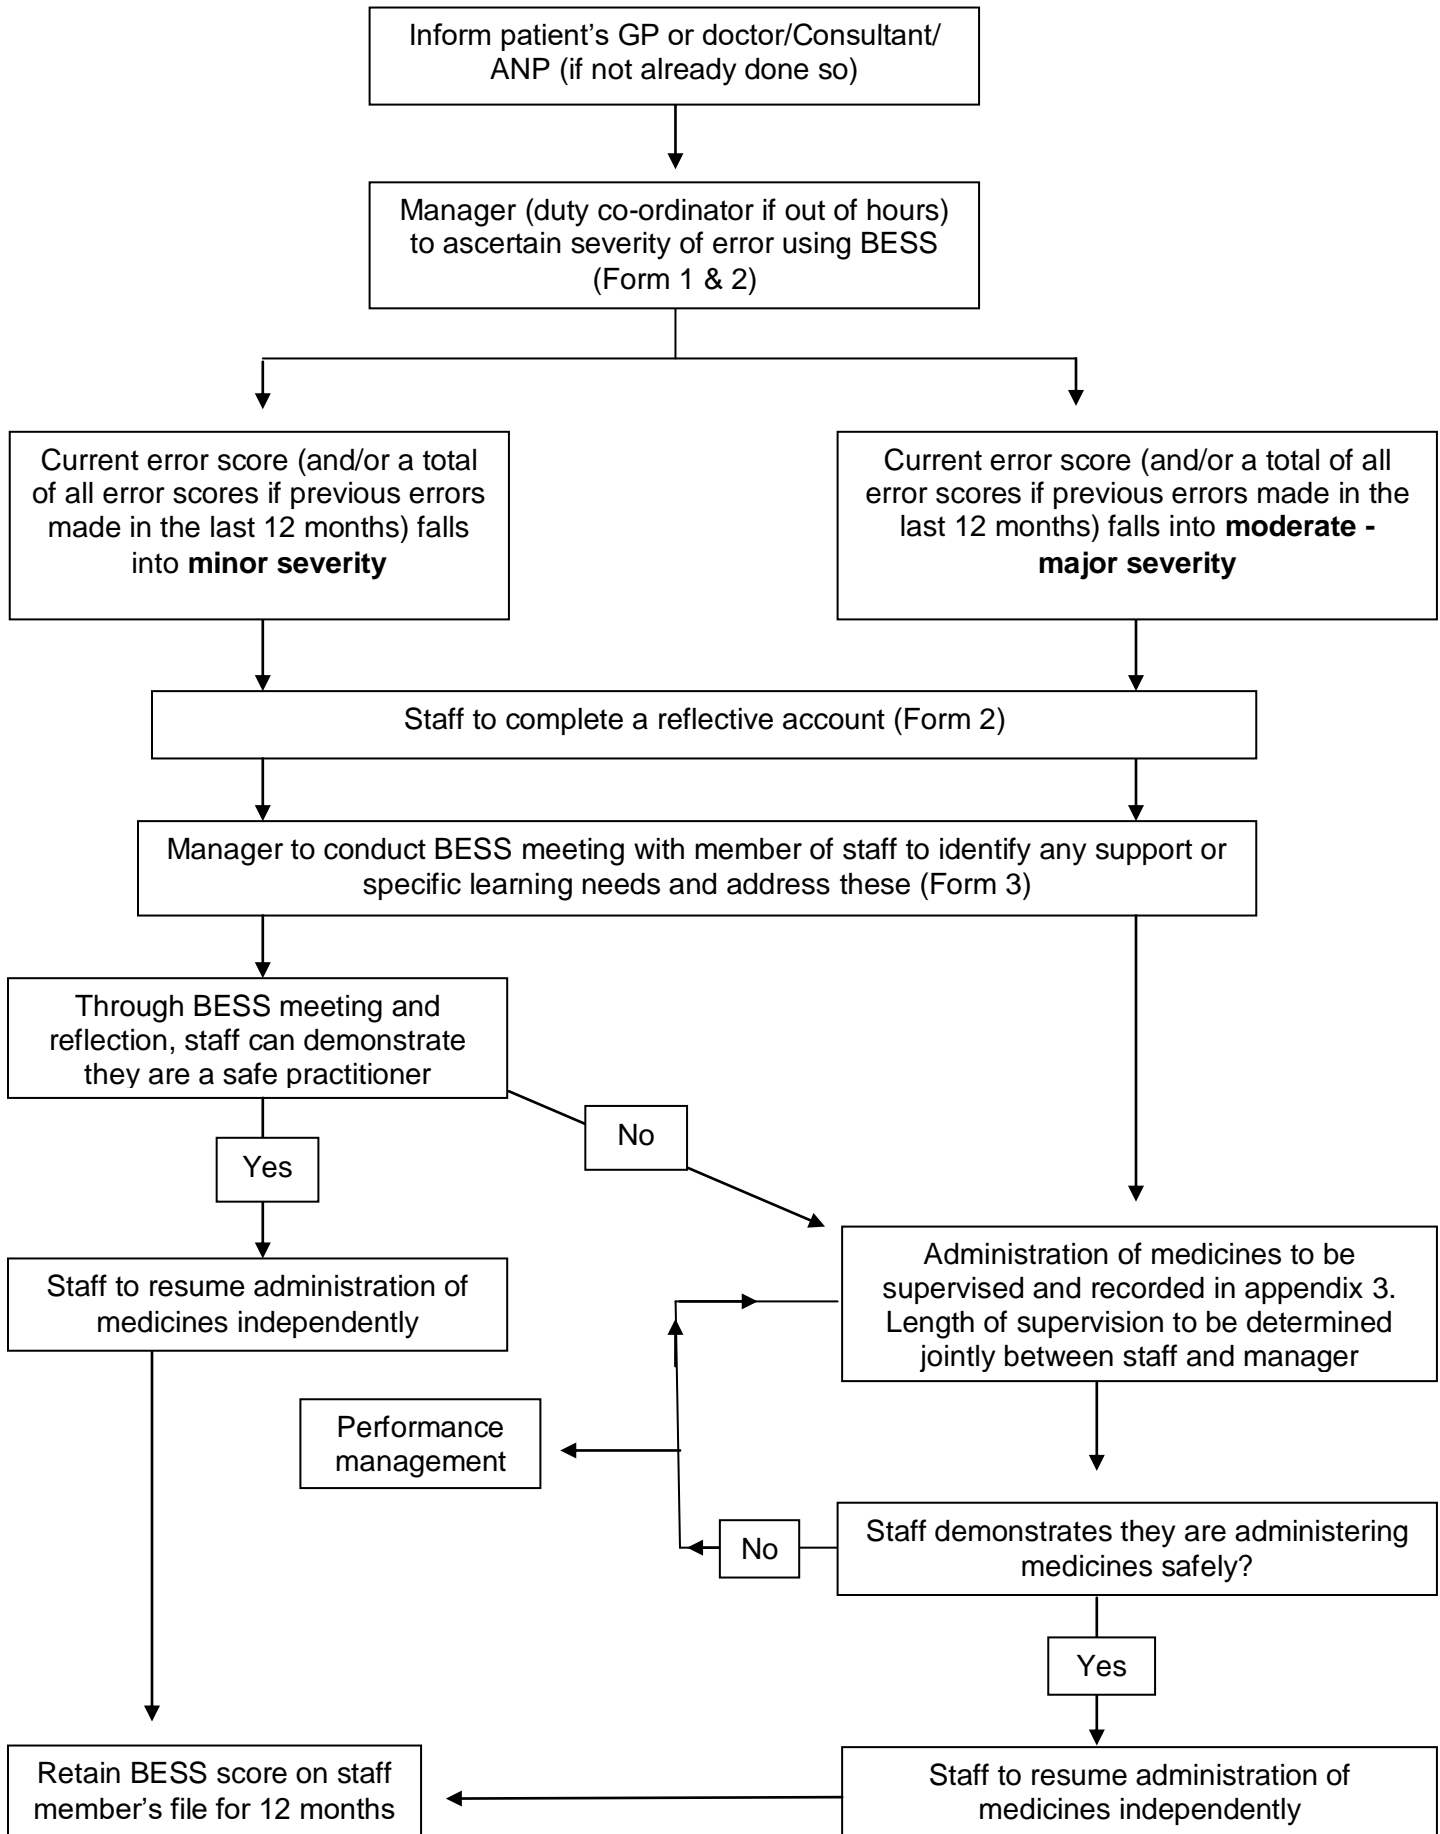 Inform patient’s GP or doctor/Consultant/
ANP (if not already done so)
Manager (duty co-ordinator if out of hours)
to ascertain severity of error using BESS
(Form 1 & 2)
Current error score (and/or a total
of all error scores if previous errors
made in the last 12 months) falls
into minor severity
Current error score (and/or a total of all
error scores if previous errors made in the
last 12 months) falls into moderate -
major severity
Staff to complete a reflective account (Form 2)
Manager to conduct BESS meeting with member of staff to identify any support or
specific learning needs and address these (Form 3)
Through BESS meeting and
reflection, staff can demonstrate
they are a safe practitioner
No
Yes
Staff to resume administration of
medicines independently
Administration of medicines to be
supervised and recorded in appendix 3.
Length of supervision to be determined
jointly between staff and manager
Performance
management
No
Staff demonstrates they are administering
medicines safely?
Yes
Retain BESS score on staff
member’s file for 12 months
Staff to resume administration of
medicines independently